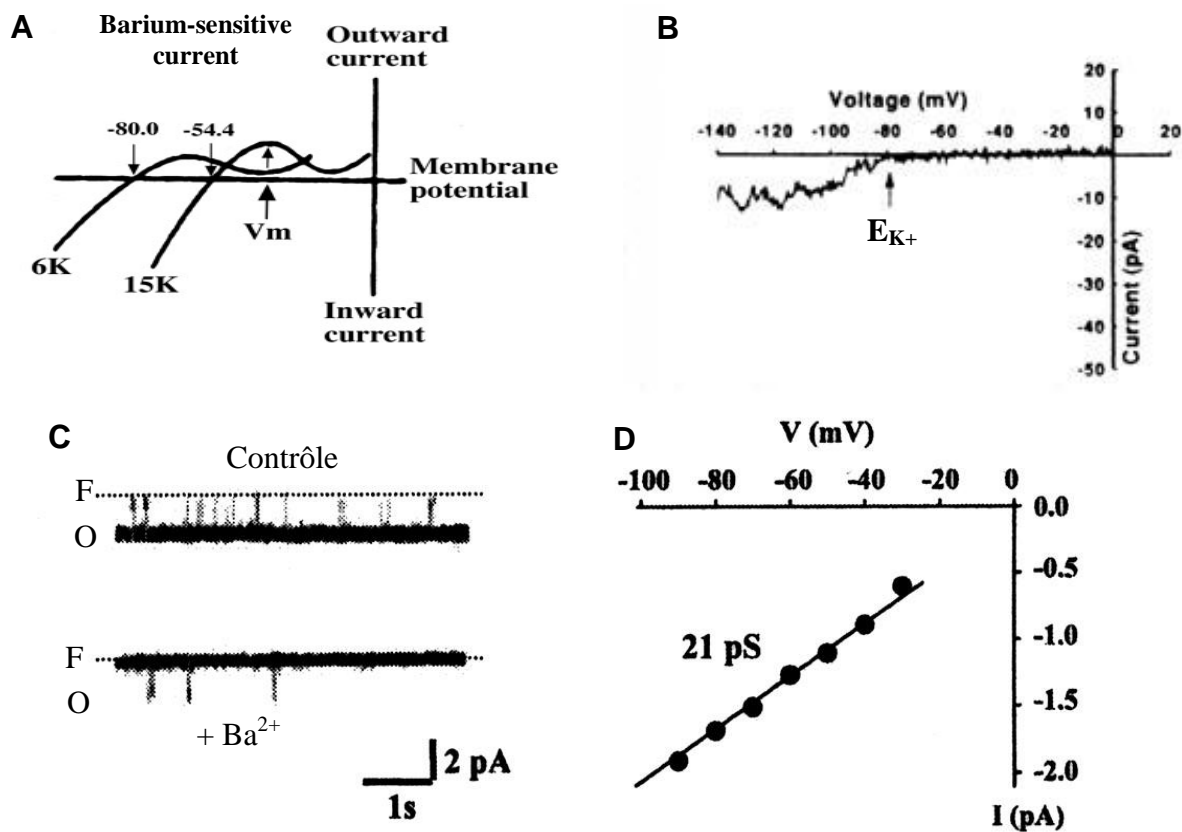 A
Barium-sensitive
current
Outward
current
-80.0
-54.4
Membrane
potential
Vm
6K
15K
Inward
current
B
Voltage (mV)
-140 -120 -100 -80 -60 -40 -20 0 20
20
10
0
-10
-20
-30
-40
-50
Current (pA)
EK+
C
Contrôle
F
O
F
O
+ Ba2+
2 pA
1s
D
V (mV)
-100 -80 -60 -40 -20 0
0.0
-0.5
-1.0
-1.5
-2.0
21 pS
I (pA)